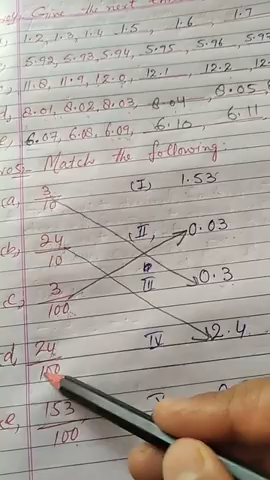 Give the next
1.2, 1.3, 1.4, 1.5, 1.6, 1.7
5.92, 5.93, 5.94, 5.95, 5.96
11.8, 11.9, 12.0, 12.1, 12.2
d, 8.01, 8.02, 8.03, 8.04, 8.05
6.07, 6.08, 6.09, 6.10, 6.11
Match the following:
(a, 3/10 (I) 1.53
(b, 24/10 (II, 0.03
c, 3/100 III 0.3
d, 24/100 IV 2.4
e, 153/100